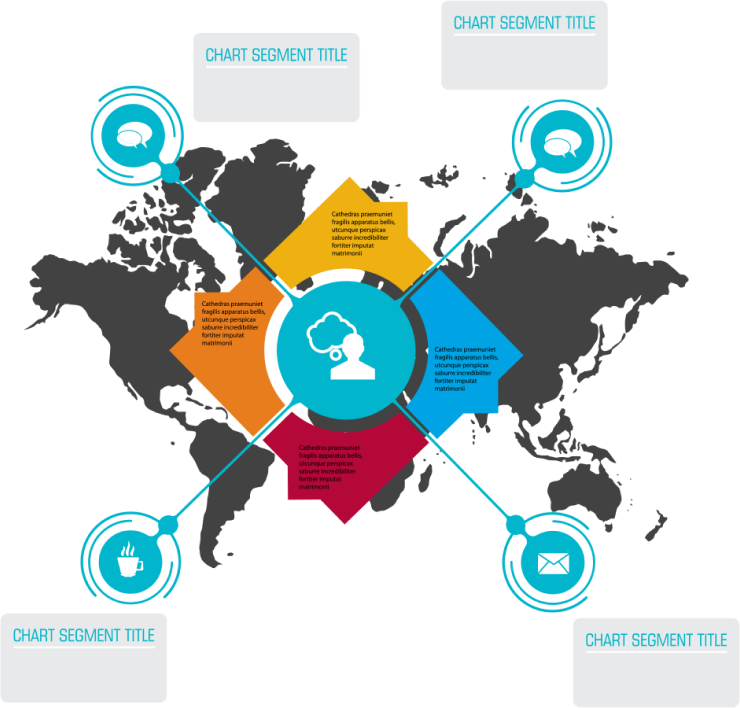 CHART SEGMENT TITLE
CHART SEGMENT TITLE
Cathedras praemuniet
fragilis apparatus bellis,
utcunque perspicax
saburre incredibiliter
fortiter imputat
matrimonii
Cathedras praemuniet
fragilis apparatus bellis,
utcunque perspicax
saburre incredibiliter
fortiter imputat
matrimonii
Cathedras praemuniet
fragilis apparatus bellis,
utcunque perspicax
saburre incredibiliter
fortiter imputat
matrimonii
Cathedras praemuniet
fragilis apparatus bellis,
utcunque perspicax
saburre incredibiliter
fortiter imputat
matrimonii
CHART SEGMENT TITLE
CHART SEGMENT TITLE